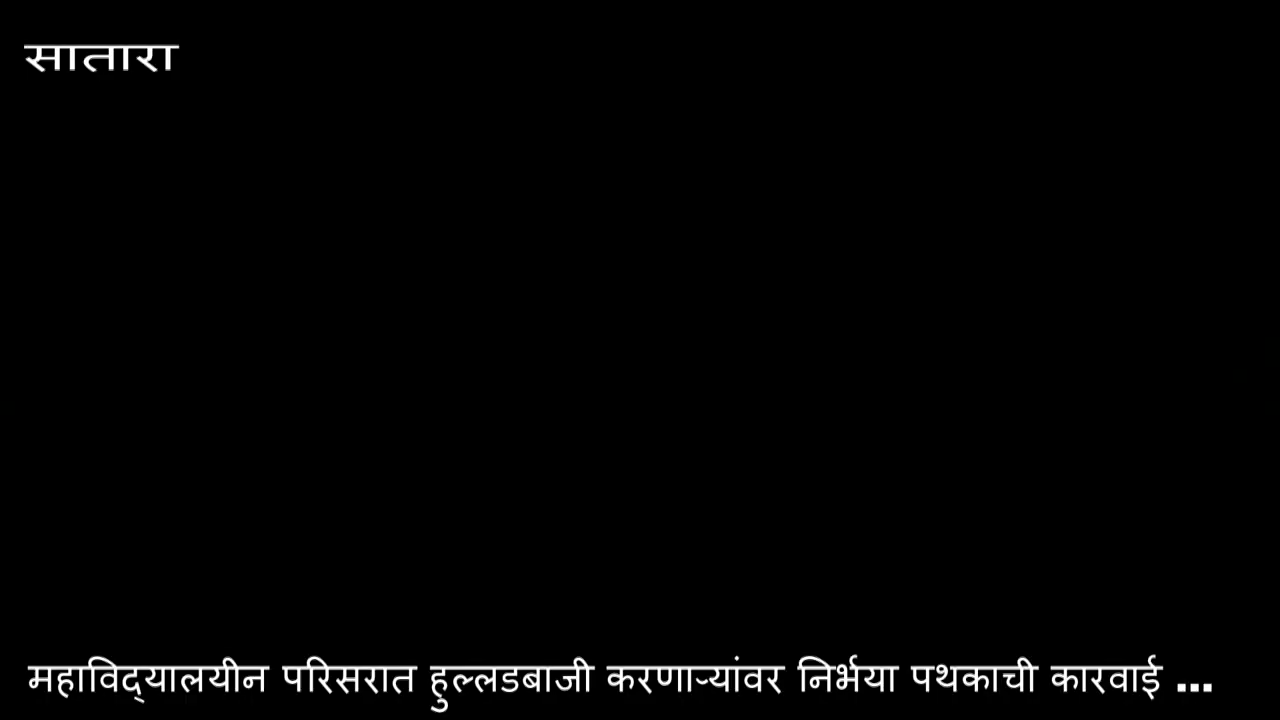 सातारा
महाविद्यालयीन परिसरात हुल्लडबाजी करणाऱ्यांवर निर्भया पथकाची कारवाई ...